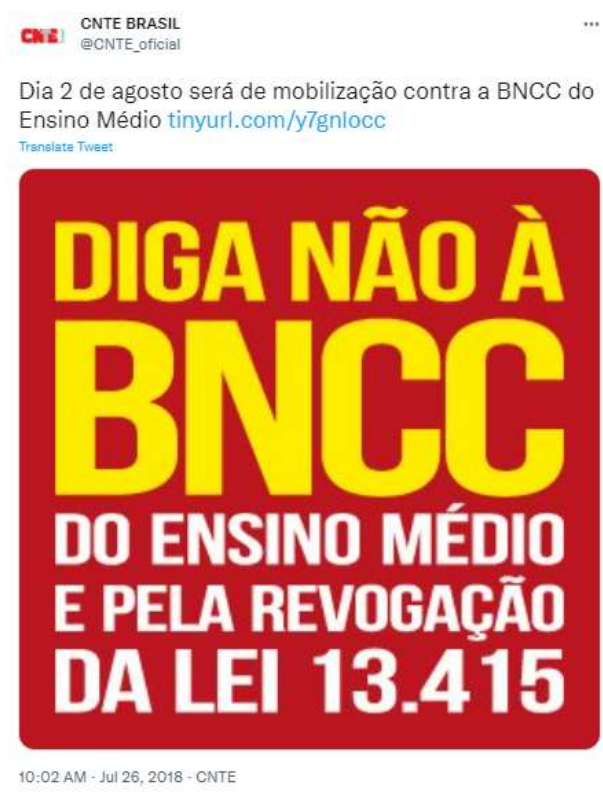 CNTE
CNTE BRASIL
@CNTE_oficial
Dia 2 de agosto será de mobilização contra a BNCC do
Ensino Médio tinyurl.com/y7gnlocc
Translate Tweet
DIGA NÃO À
BNCC
DO ENSINO MÉDIO
E PELA REVOGAÇÃO
DA LEI 13.415
10:02 AM · Jul 26, 2018 · CNTE